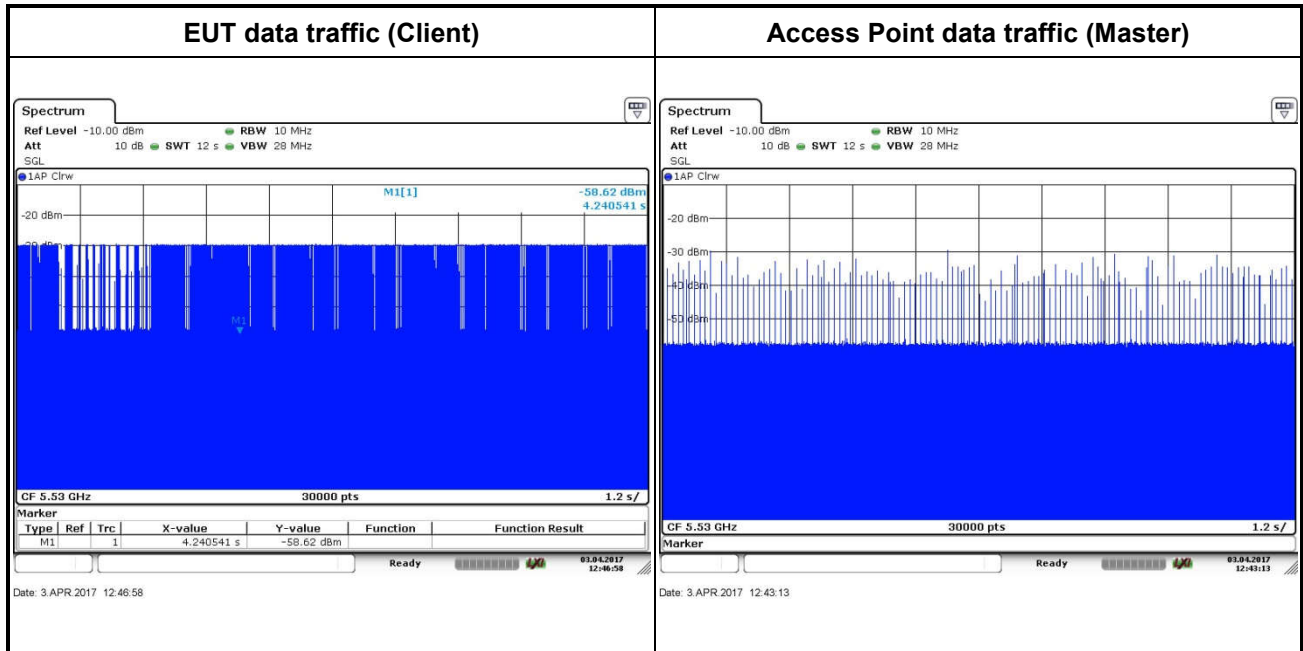 EUT data traffic (Client)
Spectrum
Ref Level -10.00 dBm RBW 10 MHz
Att 10 dB SWT 12 s VBW 28 MHz
SGL
1AP Clrw
M1[1] -58.62 dBm
4.240541 s
-20 dBm
M1
CF 5.53 GHz 30000 pts 1.2 s/
Marker
Type Ref Trc X-value Y-value Function Function Result
M1 1 4.240541 s -58.62 dBm
Ready 03.04.2017
12:46:58
Date: 3.APR.2017 12:46:58
Access Point data traffic (Master)
Spectrum
Ref Level -10.00 dBm RBW 10 MHz
Att 10 dB SWT 12 s VBW 28 MHz
SGL
1AP Clrw
-20 dBm
-30 dBm
-40 dBm
-50 dBm
CF 5.53 GHz 30000 pts 1.2 s/
Marker
Ready 03.04.2017
12:43:13
Date: 3.APR.2017 12:43:13